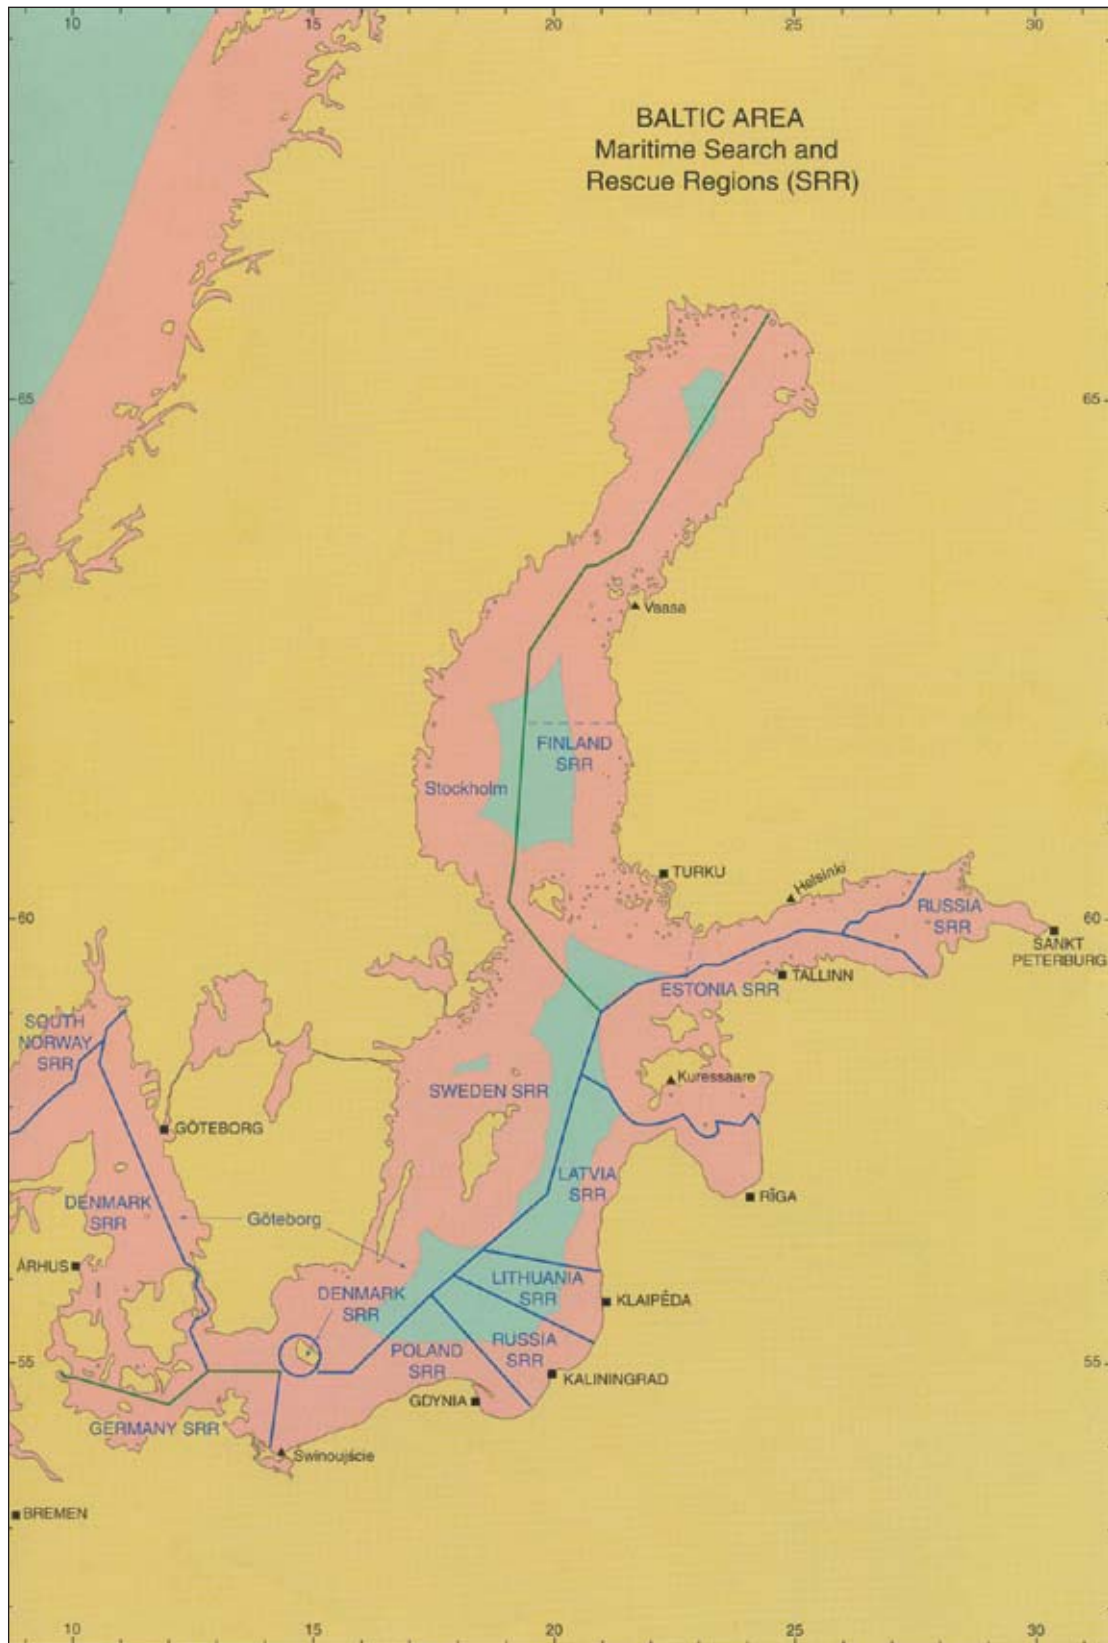 10
15
20
25
30
BALTIC AREA
Maritime Search and
Rescue Regions (SRR)
65
65
Vaasa
FINLAND
SRR
Stockholm
TURKU
Helsinki
RUSSIA
SRR
60
60
SANKT
PETERBURG
TALLINN
ESTONIA SRR
SOUTH
NORWAY
SRR
Kuressaare
SWEDEN SRR
GÖTEBORG
LATVIA
SRR
RĪGA
DENMARK
SRR
Göteborg
ÅRHUS
LITHUANIA
SRR
DENMARK
SRR
KLAIPĖDA
RUSSIA
SRR
POLAND
SRR
55
55
KALININGRAD
GDYNIA
GERMANY SRR
Swinoujście
BREMEN
10
15
20
25
30